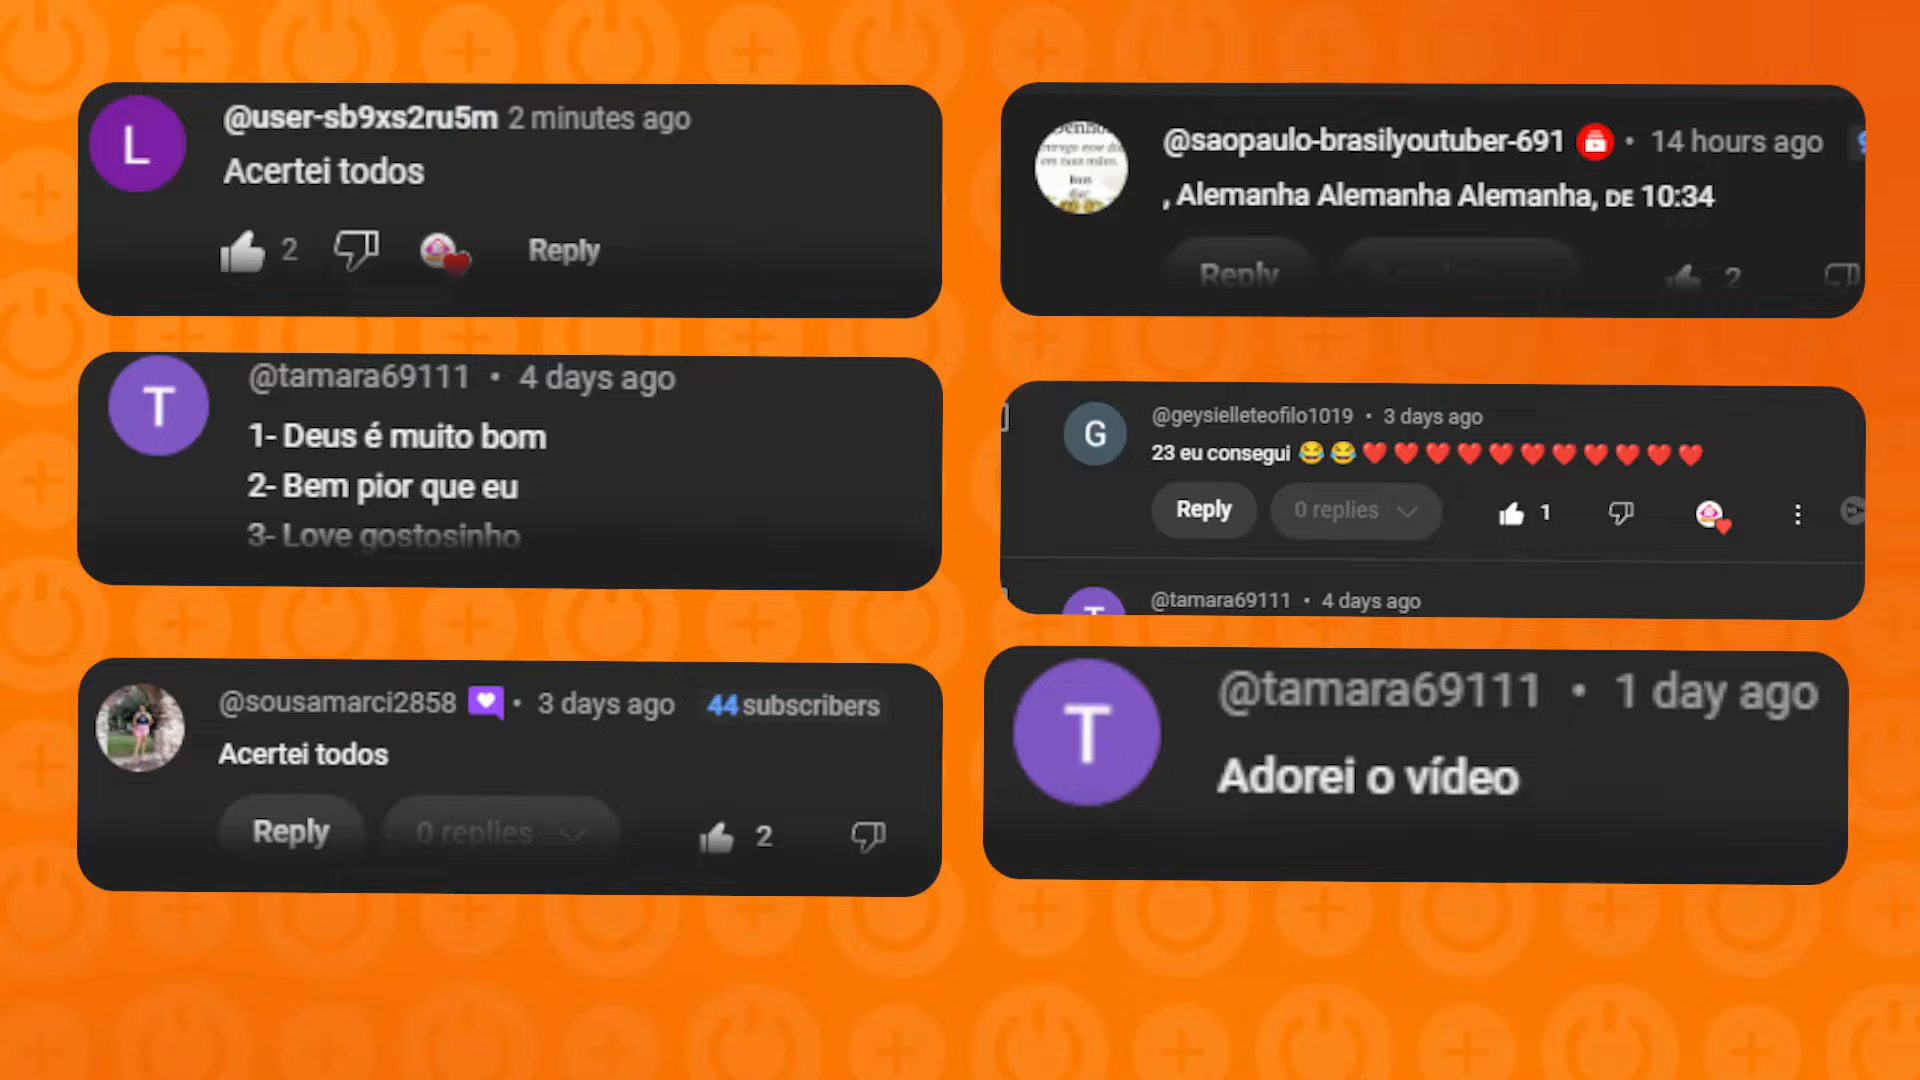 L
@user-sb9xs2ru5m 2 minutes ago
Acertei todos
2
Reply
T
@tamara69111 • 4 days ago
1- Deus é muito bom
2- Bem pior que eu
3- Love gostosinho
@sousamarci2858 • 3 days ago 44 subscribers
Acertei todos
Reply 0 replies 2
@saopaulo-brasilyoutuber-691 • 14 hours ago
, Alemanha Alemanha Alemanha, DE 10:34
Reply 2
G
@geysielleteofilo1019 • 3 days ago
23 eu consegui 😂😂❤️❤️❤️❤️❤️❤️❤️❤️❤️❤️❤️
Reply 0 replies 1
T
@tamara69111 • 4 days ago
T
@tamara69111 • 1 day ago
Adorei o vídeo